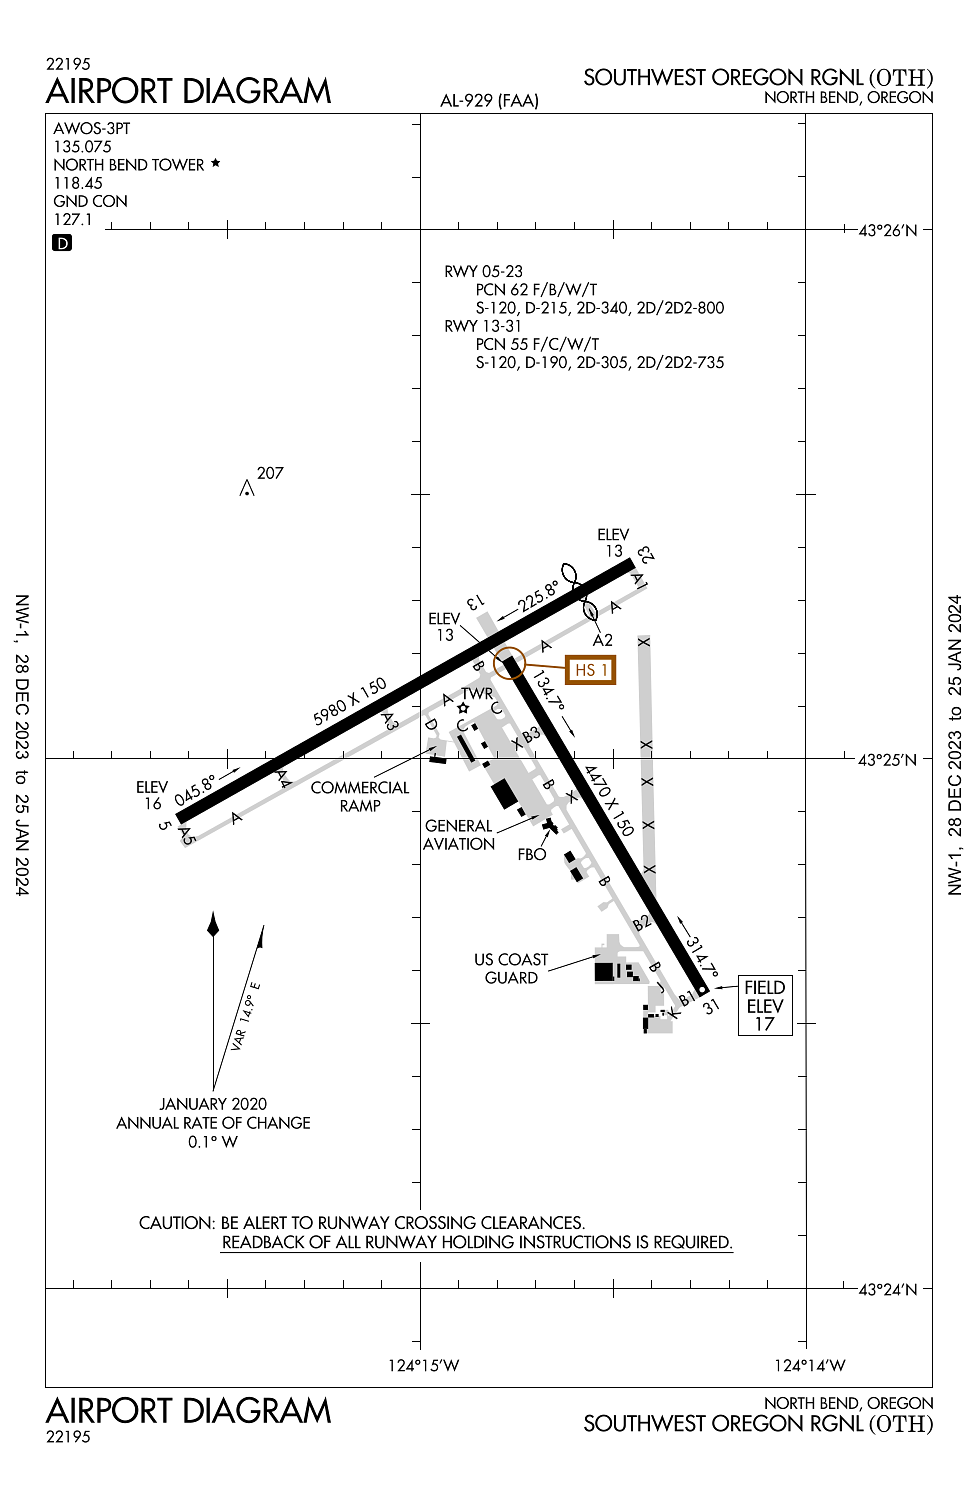 22195
AIRPORT DIAGRAM
AL-929 (FAA)
SOUTHWEST OREGON RGNL (OTH)
NORTH BEND, OREGON
AWOS-3PT
135.075
NORTH BEND TOWER ★
118.45
GND CON
127.1
D
43°26'N
RWY 05-23
PCN 62 F/B/W/T
S-120, D-215, 2D-340, 2D/2D2-800
RWY 13-31
PCN 55 F/C/W/T
S-120, D-190, 2D-305, 2D/2D2-735
207
ELEV
13
23
A1
225.8°
A
A2
13
ELEV
13
A
X
B
HS 1
134.7°
TWR
C
C
A
5980 X 150
A3
D
B3
X
X
43°25'N
A4
045.8°
ELEV
16
COMMERCIAL
RAMP
4470 X 150
B
X
X
A
5
A5
GENERAL
AVIATION
FBO
X
X
B
B2
314.7°
US COAST
GUARD
B
J
B1
K
31
FIELD
ELEV
17
VAR 14.9° E
JANUARY 2020
ANNUAL RATE OF CHANGE
0.1° W
CAUTION: BE ALERT TO RUNWAY CROSSING CLEARANCES.
READBACK OF ALL RUNWAY HOLDING INSTRUCTIONS IS REQUIRED.
43°24'N
124°15'W
124°14'W
NW-1, 28 DEC 2023 to 25 JAN 2024
NW-1, 28 DEC 2023 to 25 JAN 2024
AIRPORT DIAGRAM
22195
NORTH BEND, OREGON
SOUTHWEST OREGON RGNL (OTH)